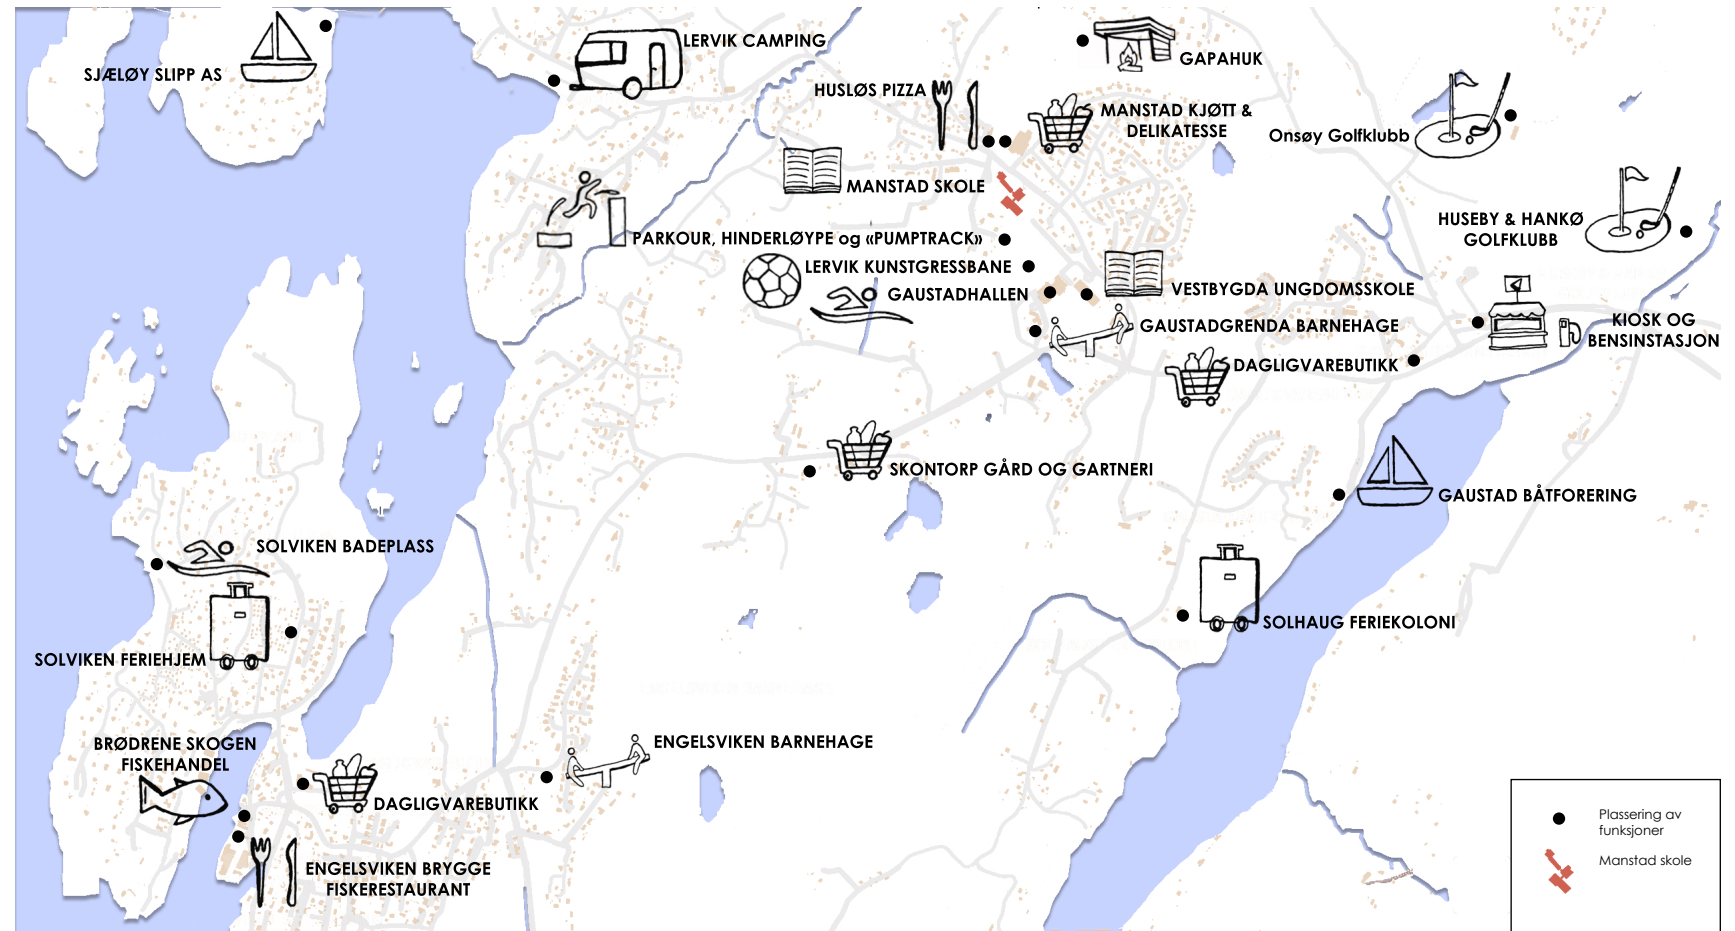 LERVIK CAMPING
SJÆLØY SLIPP AS
GAPAHUK
HUSLØS PIZZA
MANSTAD KJØTT &
DELIKATESSE
Onsøy Golfklubb
MANSTAD SKOLE
HUSEBY & HANKØ
GOLFKLUBB
PARKOUR, HINDERLØYPE og «PUMPTRACK»
LERVIK KUNSTGRESSBANE
GAUSTADHALLEN
VESTBYGDA UNGDOMSSKOLE
GAUSTADGRENDA BARNEHAGE
KIOSK OG
BENSINSTASJON
DAGLIGVAREBUTIKK
SKONTORP GÅRD OG GARTNERI
GAUSTAD BÅTFORERING
SOLVIKEN BADEPLASS
SOLHAUG FERIEKOLONI
SOLVIKEN FERIEHJEM
BRØDRENE SKOGEN
FISKEHANDEL
ENGELSVIKEN BARNEHAGE
DAGLIGVAREBUTIKK
ENGELSVIKEN BRYGGE
FISKERESTAURANT
Plassering av
funksjoner
Manstad skole